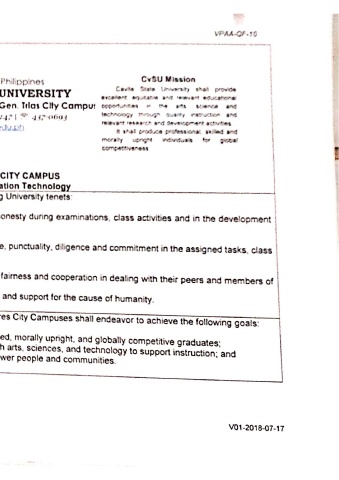 VPAA-QF-10
Philippines
UNIVERSITY
Gen. Trias City Campus
edu.ph
CvSU Mission
Cavite State University shall provide
excellent, equitable and relevant educational
opportunities in the arts, science and
technology through quality instruction and
relevant research and development activities.
It shall produce professional, skilled and
morally upright individuals for global
competitiveness
CITY CAMPUS
ation Technology
g University tenets:
onesty during examinations, class activities and in the development
e, punctuality, diligence and commitment in the assigned tasks, class
fairness and cooperation in dealing with their peers and members of
and support for the cause of humanity.
res City Campuses shall endeavor to achieve the following goals:
ed, morally upright, and globally competitive graduates;
h arts, sciences, and technology to support instruction; and
wer people and communities.
V01-2018-07-17